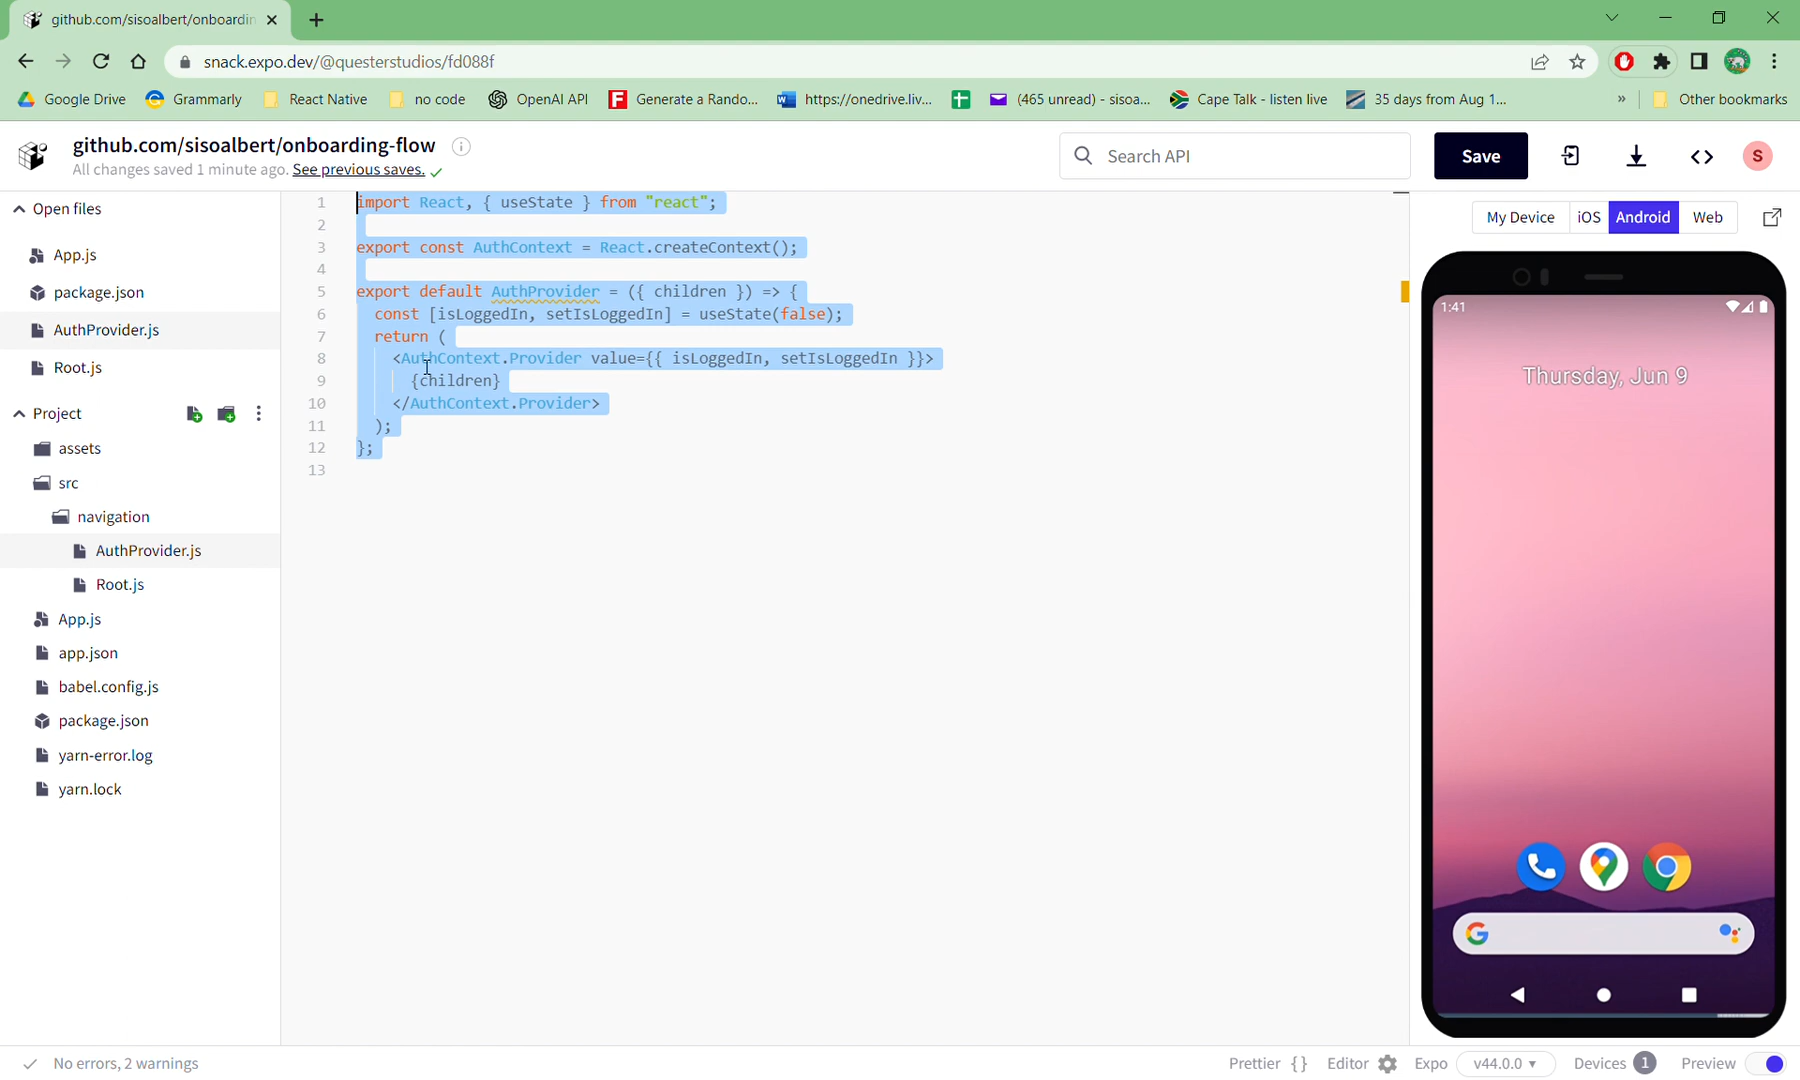 github.com/sisoalbert/onboardin
snack.expo.dev/@questerstudios/fd088f
Google Drive
Grammarly
React Native
no code
OpenAI API
Generate a Rando...
https://onedrive.liv...
(465 unread) - sisoa...
Cape Talk - listen live
35 days from Aug 1...
»
Other bookmarks
github.com/sisoalbert/onboarding-flow
All changes saved 1 minute ago. See previous saves.
Search API
Save
S
Open files
App.js
package.json
AuthProvider.js
Root.js
Project
assets
src
navigation
AuthProvider.js
Root.js
App.js
app.json
babel.config.js
package.json
yarn-error.log
yarn.lock
1 import React, { useState } from "react";
2
3 export const AuthContext = React.createContext();
4
5 export default AuthProvider = ({ children }) => {
6 const [isLoggedIn, setIsLoggedIn] = useState(false);
7 return (
8 <AuthContext.Provider value={{ isLoggedIn, setIsLoggedIn }}>
9 {children}
10 </AuthContext.Provider>
11 );
12 };
13
My Device
iOS
Android
Web
1:41
Thursday, Jun 9
No errors, 2 warnings
Prettier { }
Editor
Expo
v44.0.0
Devices 1
Preview